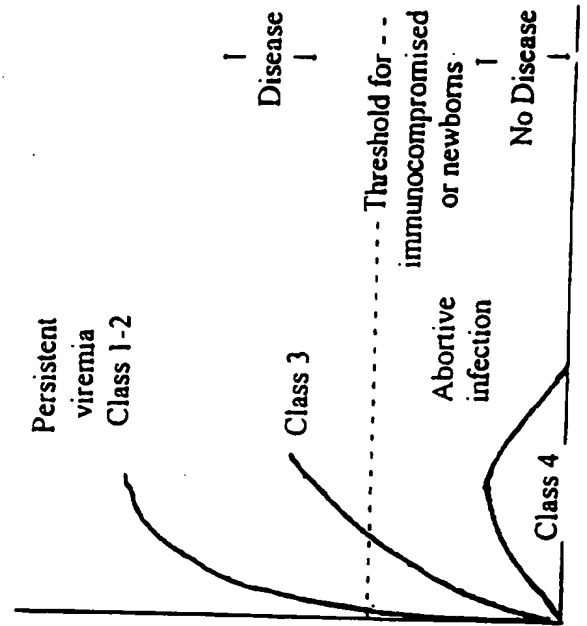 Persistent
viremia
Class 1-2
Disease
Class 3
Threshold for
immunocompromised
or newborns
Abortive
infection
No Disease
Class 4